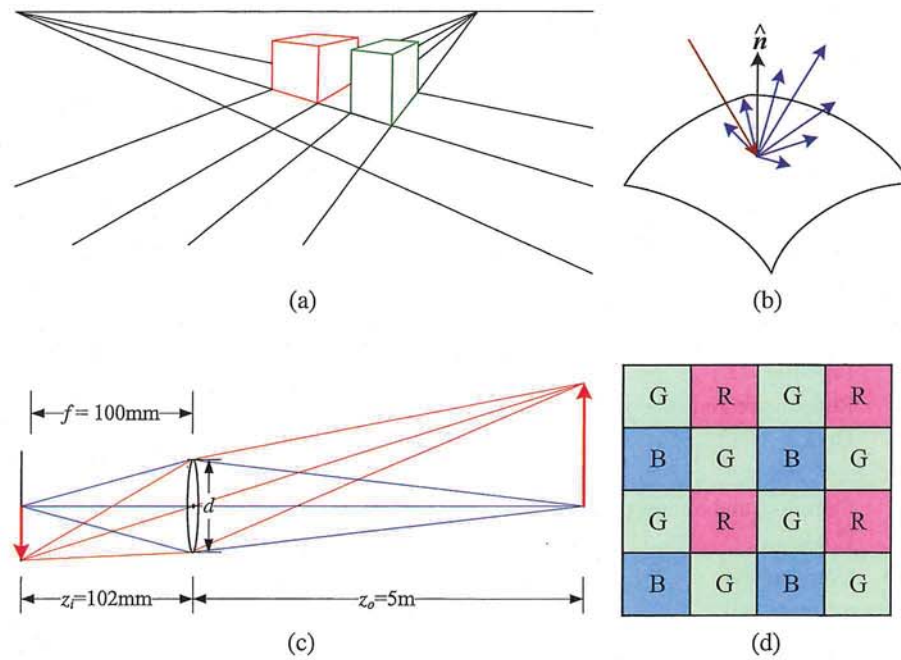 n̂
(a)
(b)
f = 100mm
d
z_i=102mm
z_o=5m
(c)
G R G R
B G B G
G R G R
B G B G
(d)